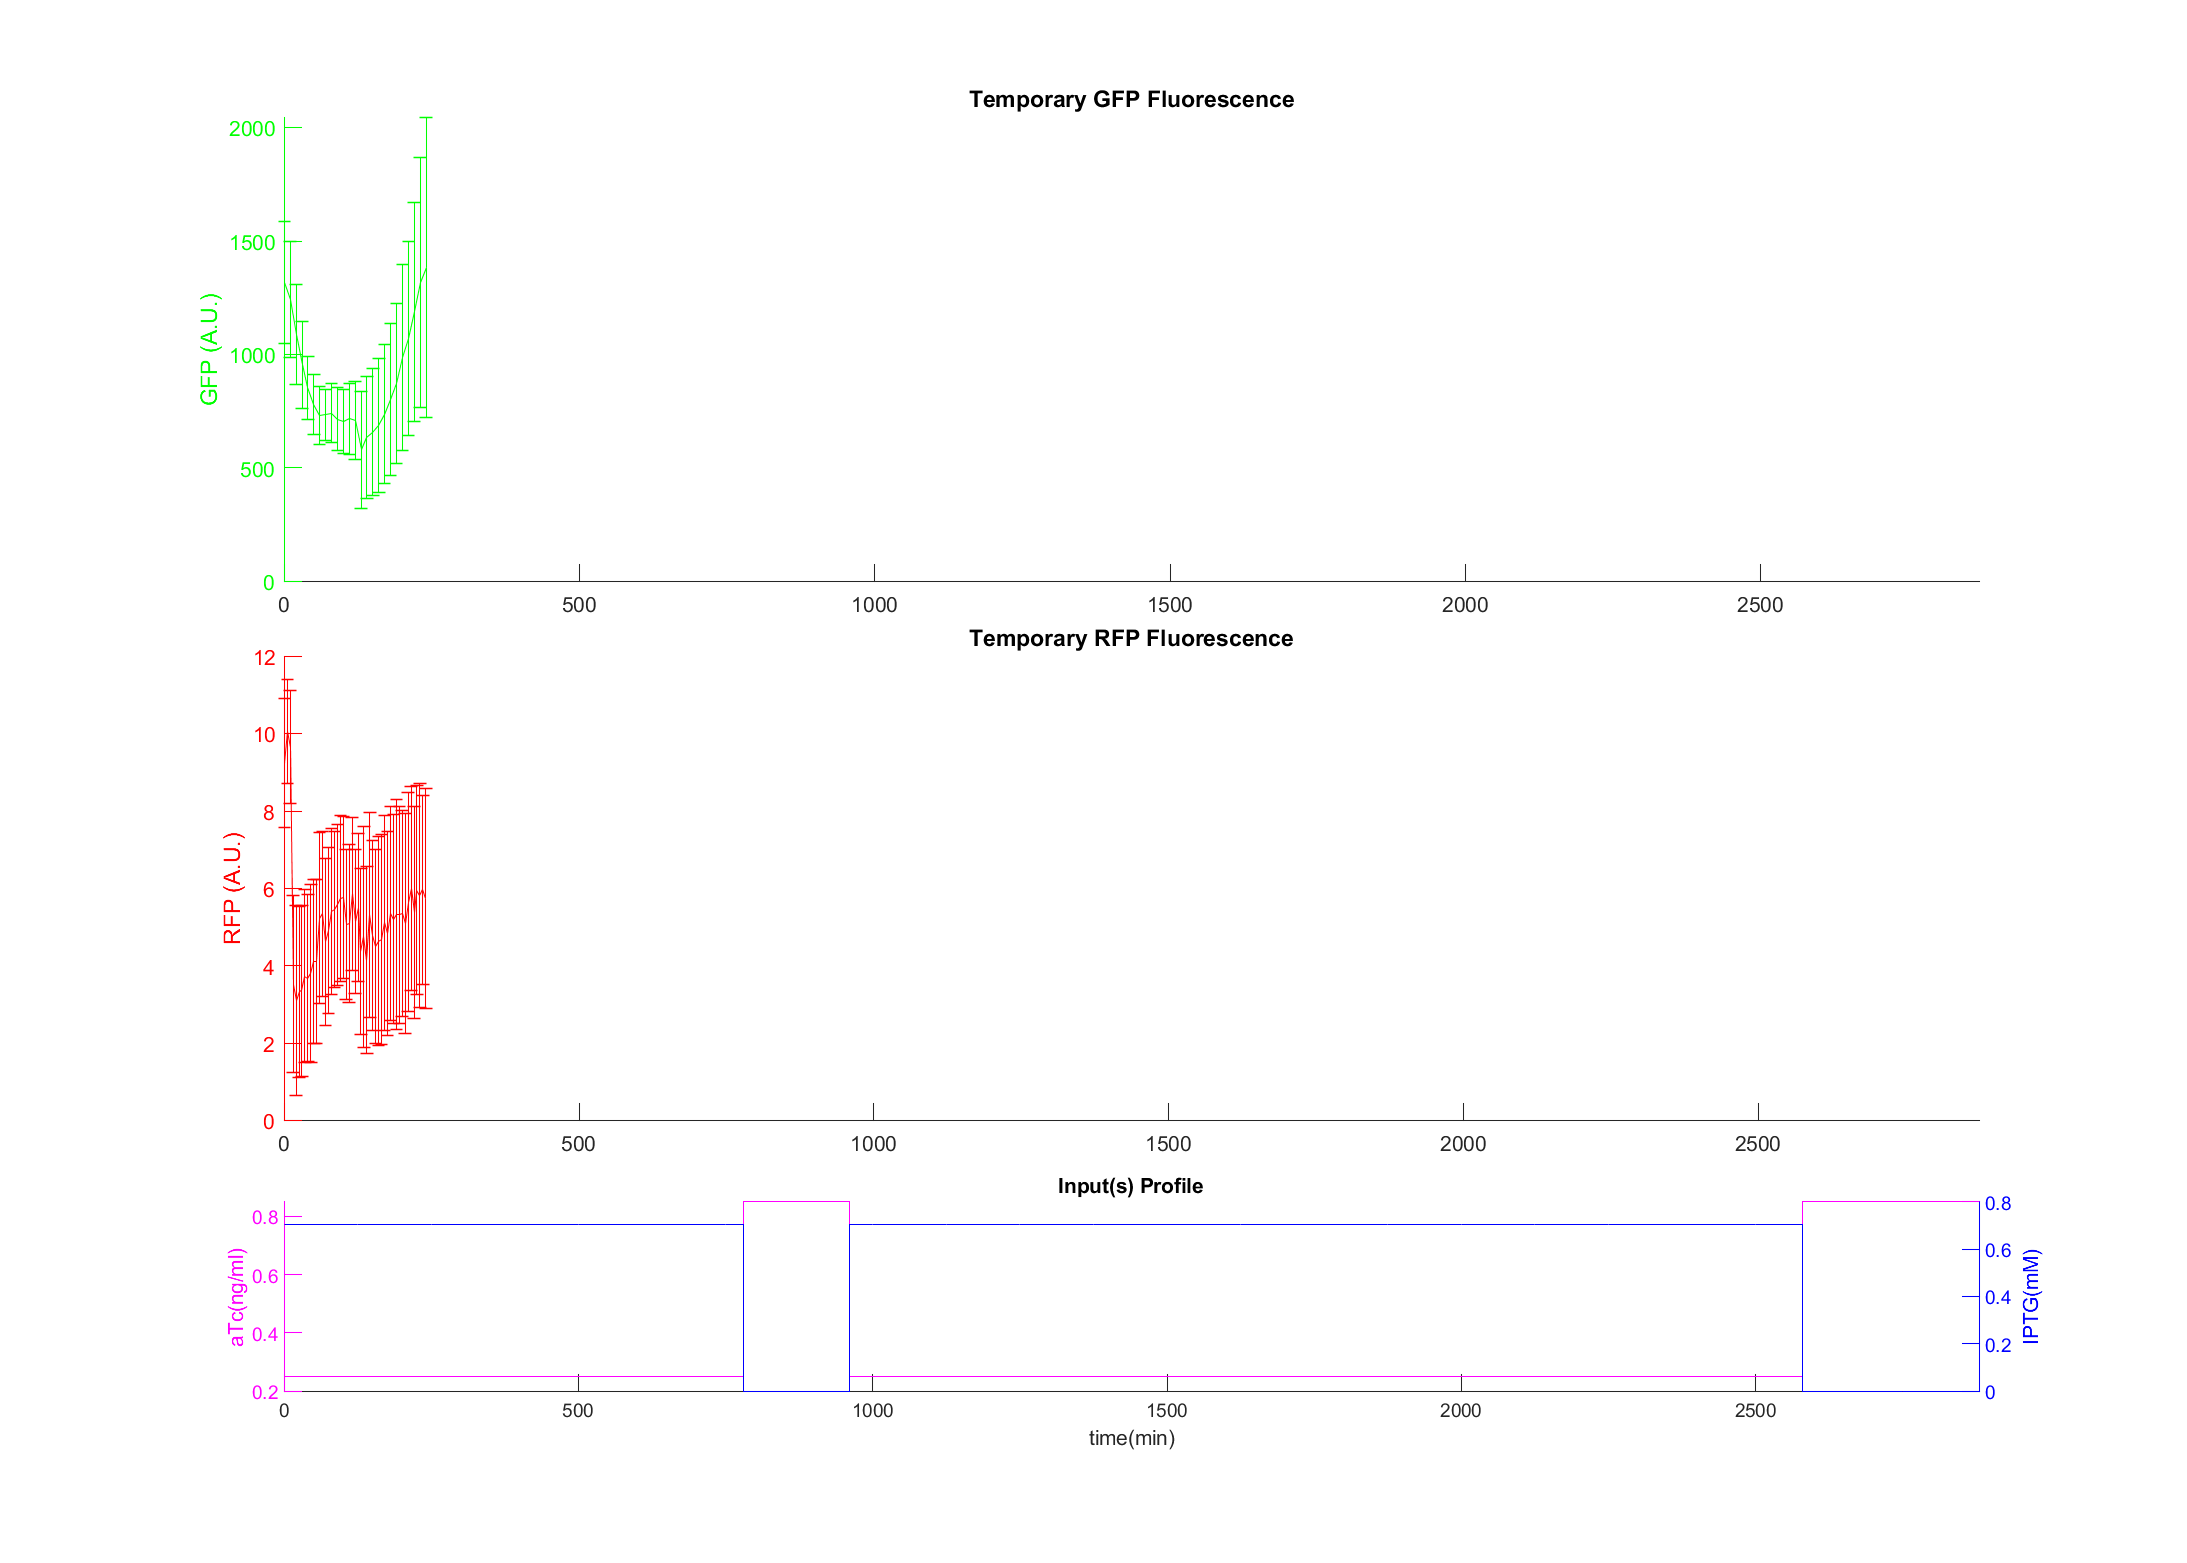 Temporary GFP Fluorescence
2000
1500
1000
500
0
GFP (A.U.)
0 500 1000 1500 2000 2500
Temporary RFP Fluorescence
12
10
8
6
4
2
0
RFP (A.U.)
0 500 1000 1500 2000 2500
Input(s) Profile
0.8
0.6
0.4
0.2
aTc(ng/ml)
0.8
0.6
0.4
0.2
0
IPTG(mM)
0 500 1000 1500 2000 2500
time(min)